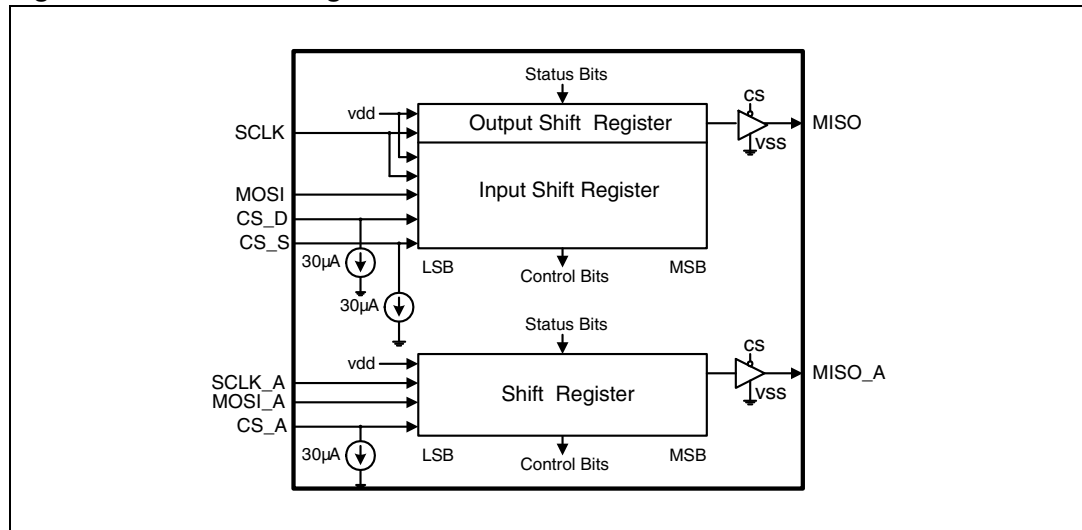 Status Bits
vdd
Output Shift Register
CS
MISO
SCLK
VSS
Input Shift Register
MOSI
CS_D
CS_S
30µA
LSB
Control Bits
MSB
30µA
Status Bits
vdd
CS
MISO_A
SCLK_A
Shift Register
VSS
MOSI_A
CS_A
30µA
LSB
Control Bits
MSB